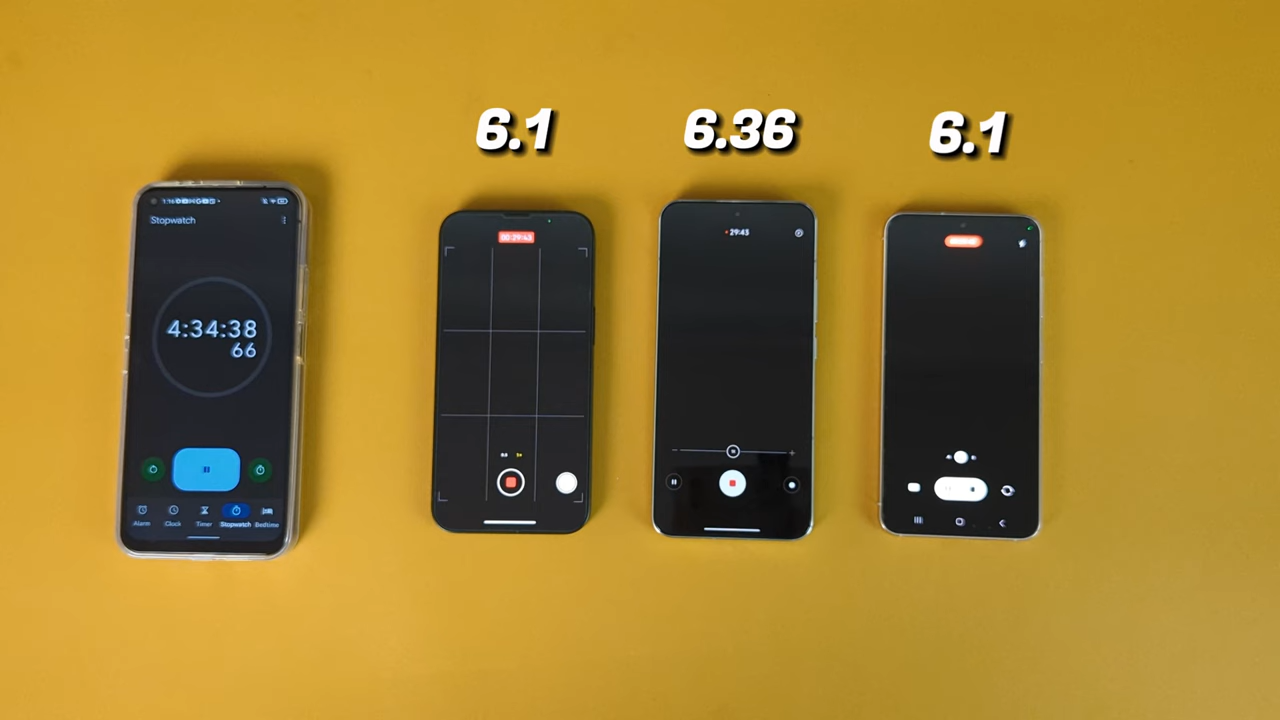 6.1
6.36
6.1
Stopwatch
4:34:38
66
Alarm
Clock
Timer
Stopwatch
Bedtime
00:29:43
29:43